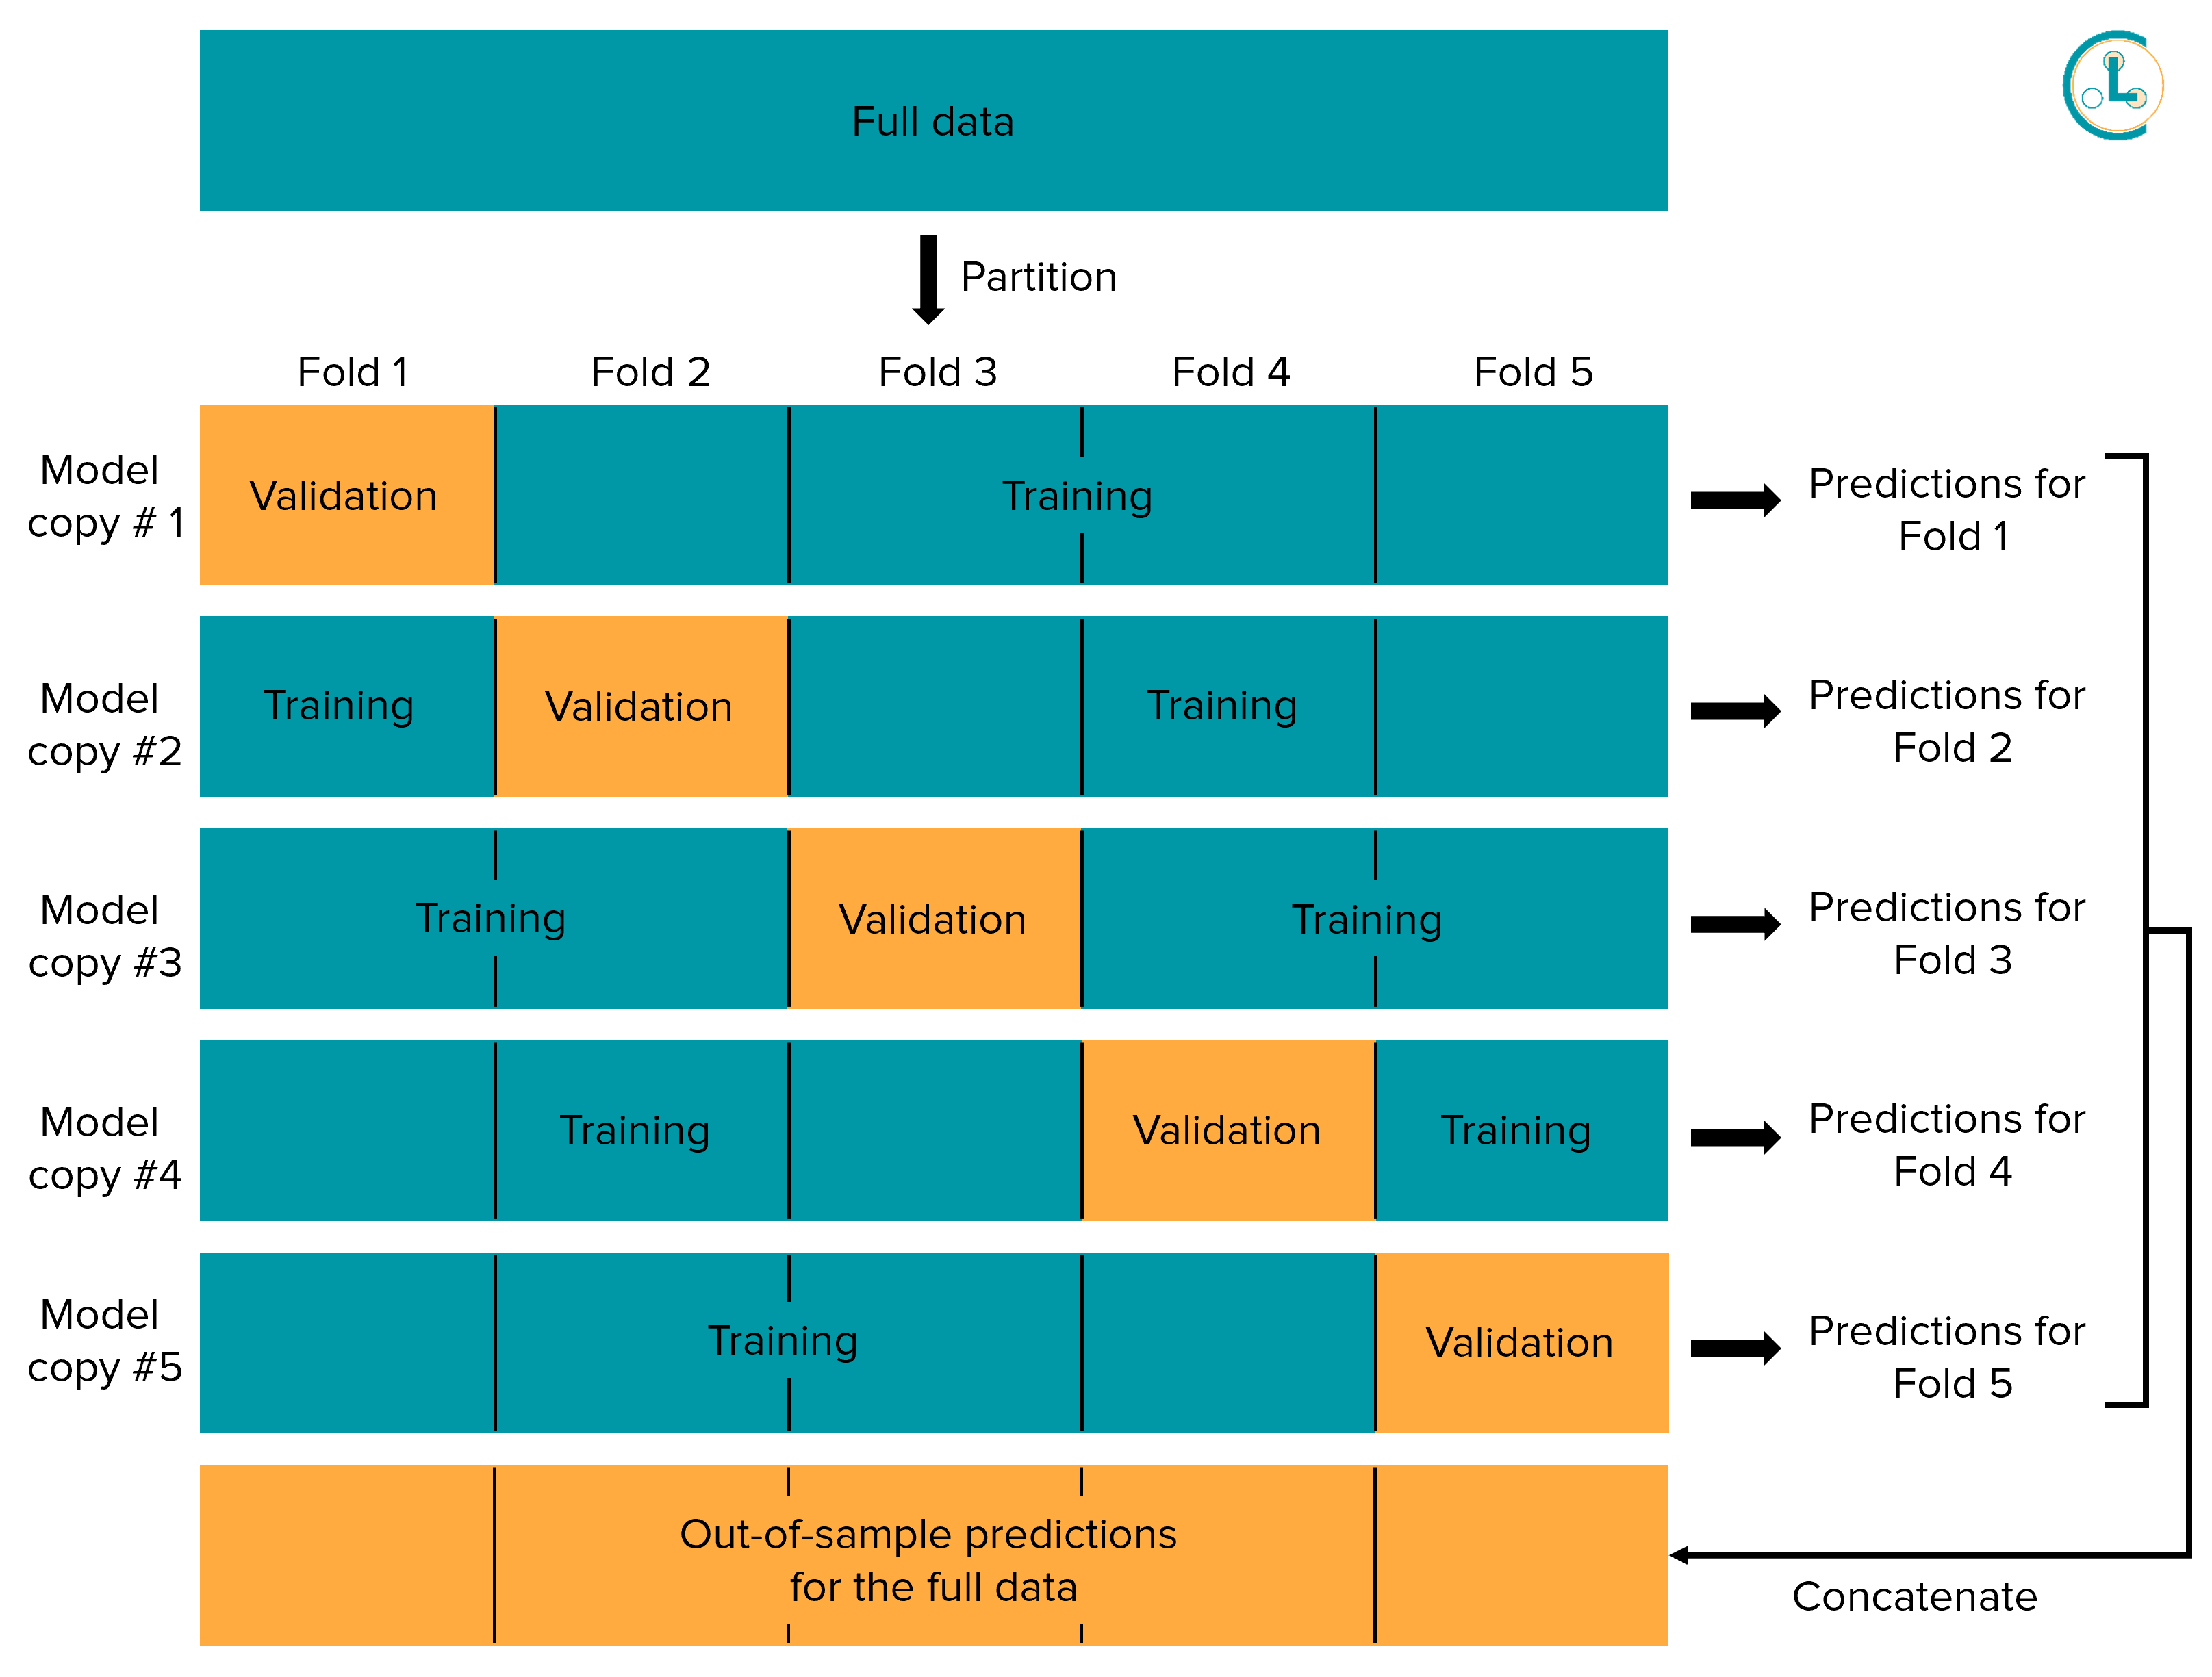 Full data
L
Partition
Fold 1
Fold 2
Fold 3
Fold 4
Fold 5
Model
copy # 1
Validation
Training
Predictions for
Fold 1
Model
copy #2
Training
Validation
Training
Predictions for
Fold 2
Model
copy #3
Training
Validation
Training
Predictions for
Fold 3
Model
copy #4
Training
Validation
Training
Predictions for
Fold 4
Model
copy #5
Training
Validation
Predictions for
Fold 5
Out-of-sample predictions
for the full data
Concatenate